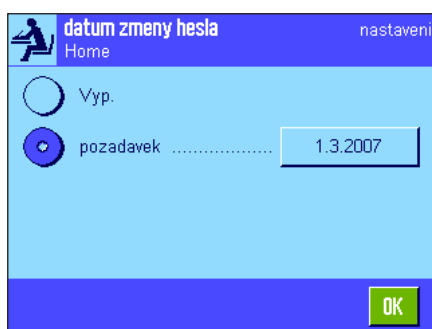 datum zmeny hesla nastaveni
Home
Vyp.
pozadavek ................... 1.3.2007
OK